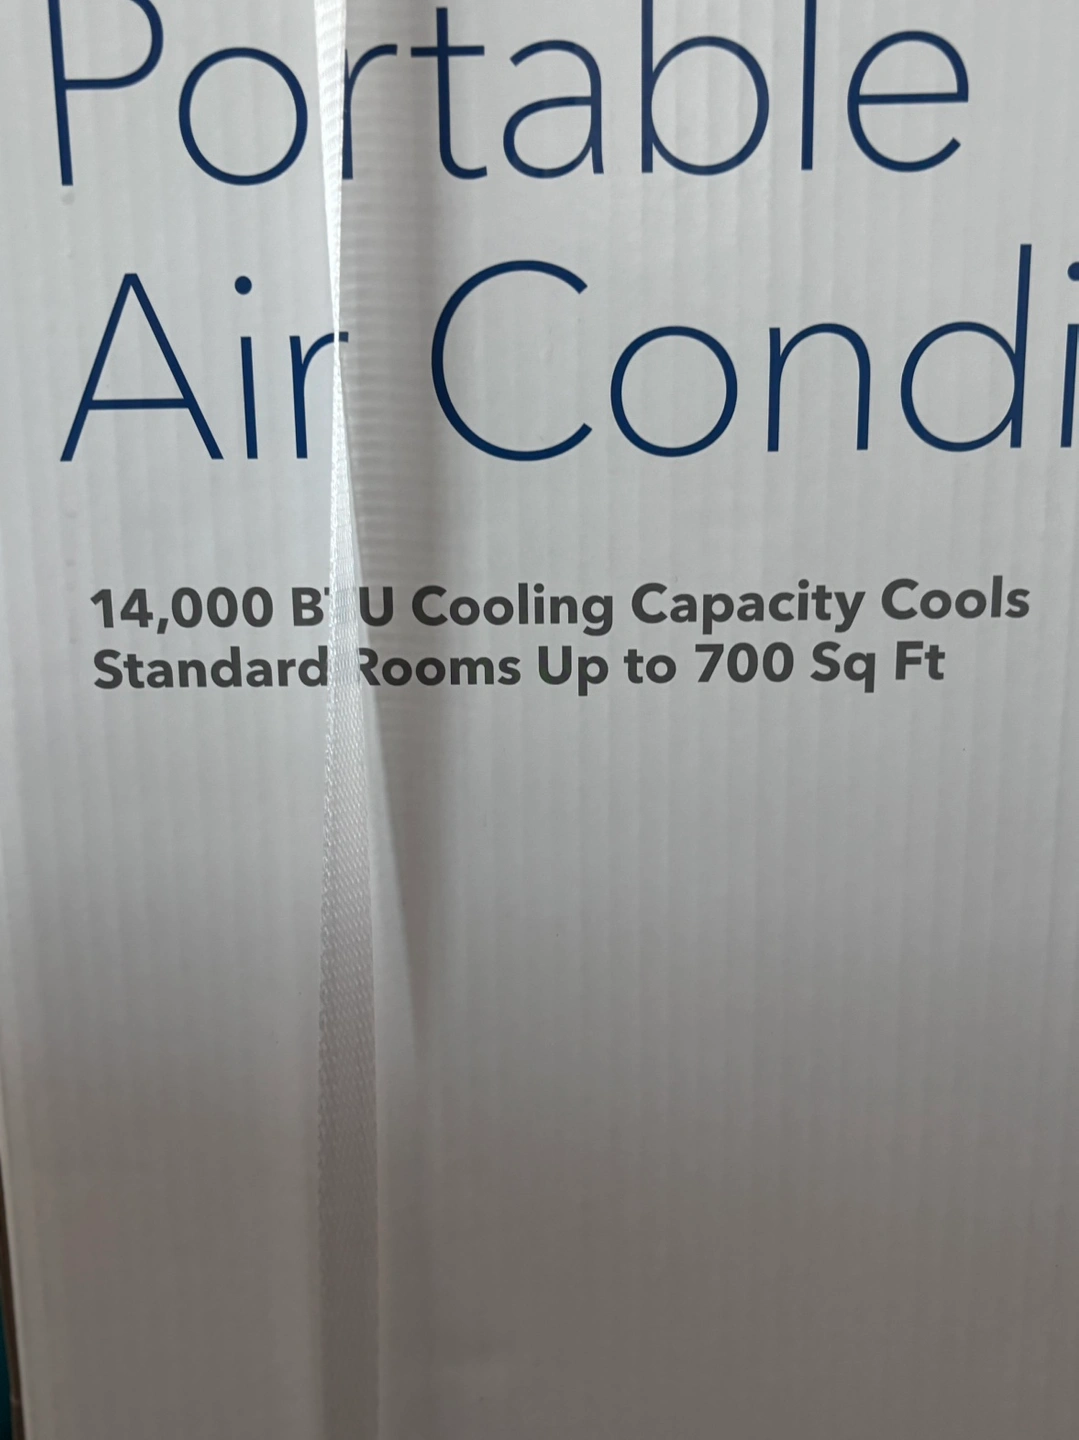 Portable
Air Condi
14,000 BTU Cooling Capacity Cools
Standard Rooms Up to 700 Sq Ft